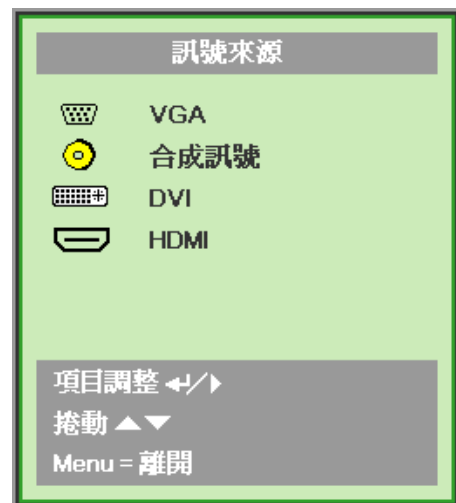 訊號來源
VGA
合成訊號
DVI
HDMI
項目調整 ↵/▶
捲動 ▲▼
Menu = 離開